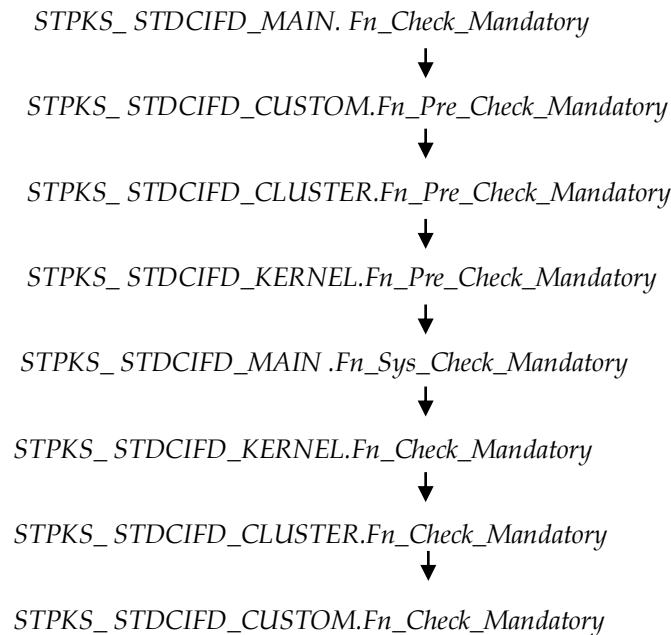 STPKS_ STDCIFD_MAIN. Fn_Check_Mandatory
STPKS_ STDCIFD_CUSTOM.Fn_Pre_Check_Mandatory
STPKS_ STDCIFD_CLUSTER.Fn_Pre_Check_Mandatory
STPKS_ STDCIFD_KERNEL.Fn_Pre_Check_Mandatory
STPKS_ STDCIFD_MAIN .Fn_Sys_Check_Mandatory
STPKS_ STDCIFD_KERNEL.Fn_Check_Mandatory
STPKS_ STDCIFD_CLUSTER.Fn_Check_Mandatory
STPKS_ STDCIFD_CUSTOM.Fn_Check_Mandatory